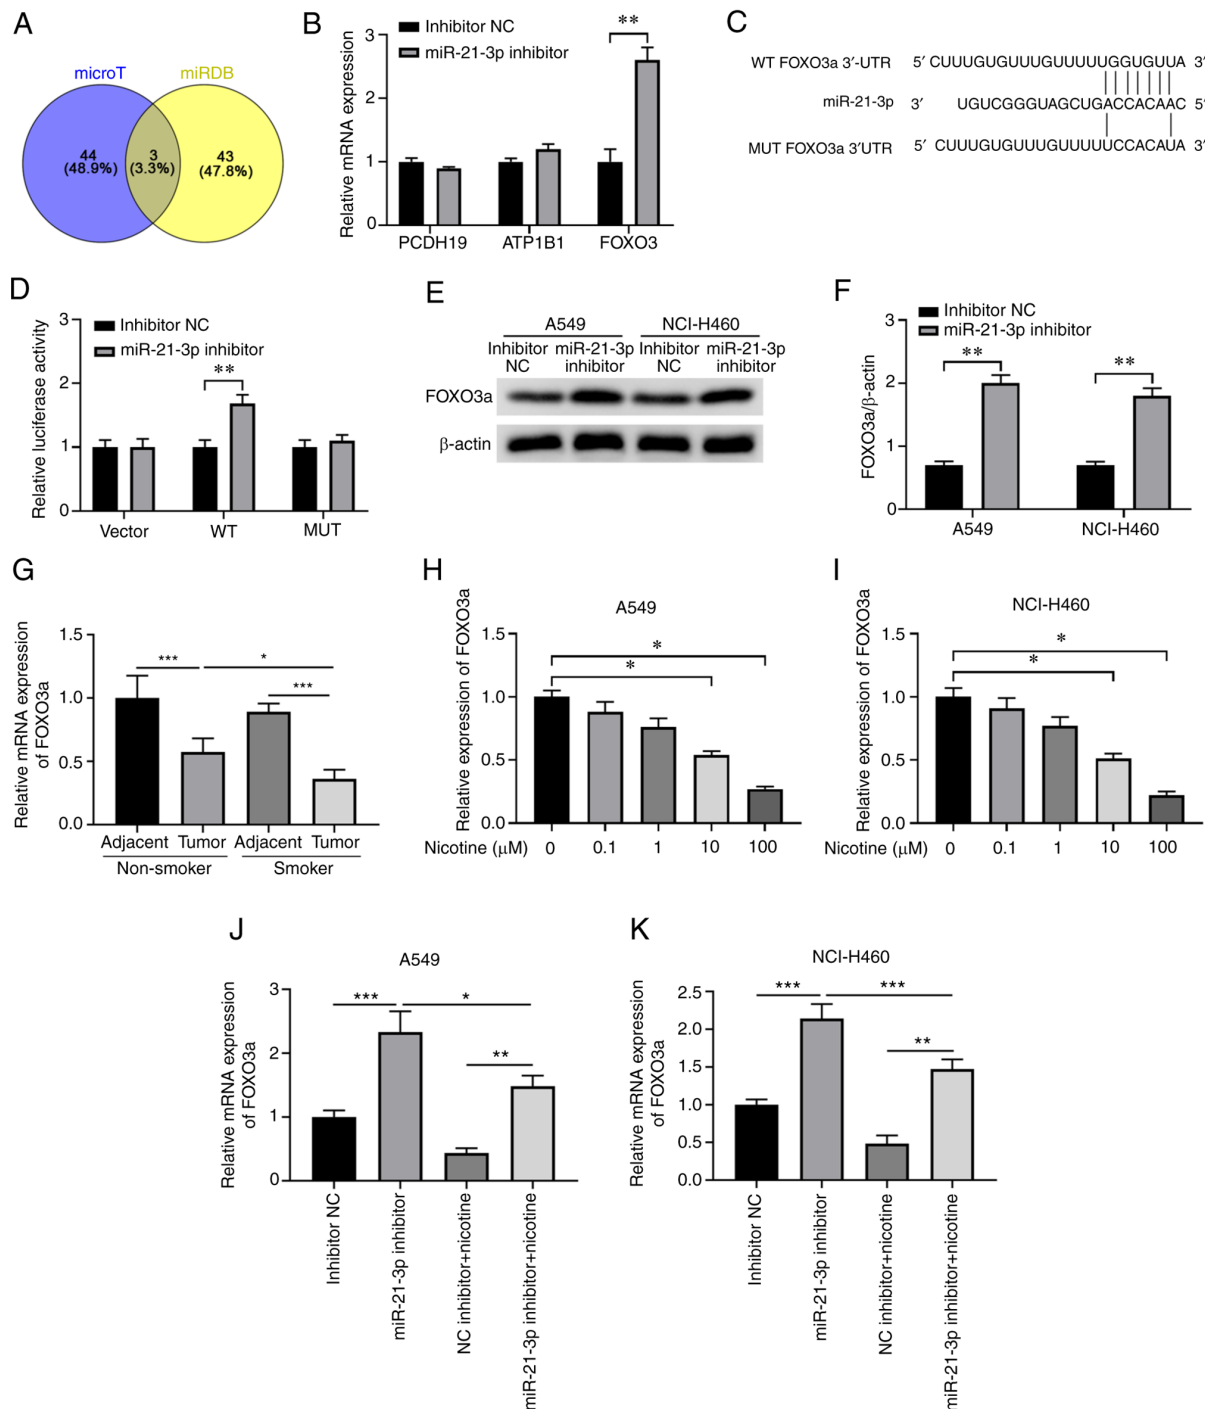 A
microT
miRDB
44
(48.9%)
3
(3.3%)
43
(47.8%)
B
Inhibitor NC
miR-21-3p inhibitor
**
Relative mRNA expression
3
2
1
0
PCDH19
ATP1B1
FOXO3
C
WT FOXO3a 3′-UTR 5′ CUUUGUGUUUGUUUUUGGUGUUA 3′
miR-21-3p 3′ UGUCGGGUAGCUGACCACAAC 5′
MUT FOXO3a 3′UTR 5′ CUUUGUGUUUGUUUUUCCACAUA 3′
D
Inhibitor NC
miR-21-3p inhibitor
**
Relative luciferase activity
3
2
1
0
Vector
WT
MUT
E
A549
NCI-H460
Inhibitor NC
miR-21-3p inhibitor
Inhibitor NC
miR-21-3p inhibitor
FOXO3a
β-actin
F
Inhibitor NC
miR-21-3p inhibitor
**
**
FOXO3a/β-actin
3
2
1
0
A549
NCI-H460
G
Relative mRNA expression
of FOXO3a
1.5
1.0
0.5
0.0
***
*
***
Adjacent Tumor Adjacent Tumor
Non-smoker Smoker
H
A549
Relative expression of FOXO3a
1.5
1.0
0.5
0.0
*
*
Nicotine (μM) 0 0.1 1 10 100
I
NCI-H460
Relative expression of FOXO3a
1.5
1.0
0.5
0.0
*
*
Nicotine (μM) 0 0.1 1 10 100
J
A549
Relative mRNA expression
of FOXO3a
3
2
1
0
***
*
**
Inhibitor NC
miR-21-3p inhibitor
NC inhibitor+nicotine
miR-21-3p inhibitor+nicotine
K
NCI-H460
Relative mRNA expression
of FOXO3a
2.5
2.0
1.5
1.0
0.5
0.0
***
***
**
Inhibitor NC
miR-21-3p inhibitor
NC inhibitor+nicotine
miR-21-3p inhibitor+nicotine